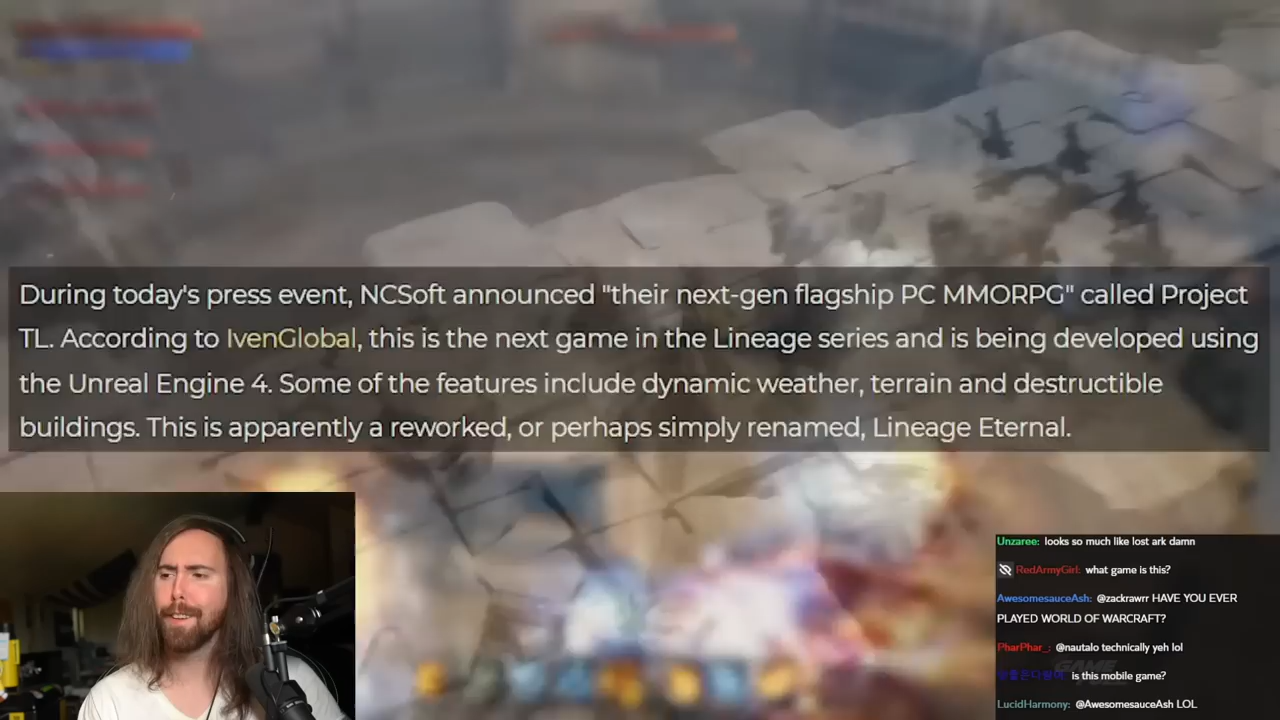 During today's press event, NCSoft announced "their next-gen flagship PC MMORPG" called Project
TL. According to IvenGlobal, this is the next game in the Lineage series and is being developed using
the Unreal Engine 4. Some of the features include dynamic weather, terrain and destructible
buildings. This is apparently a reworked, or perhaps simply renamed, Lineage Eternal.
Unzaree: looks so much like lost ark damn
RedArmyGirl: what game is this?
AwesomesauceAsh: @zackrawrr HAVE YOU EVER
PLAYED WORLD OF WARCRAFT?
PharPhar_: @nautalo technically yeh lol
is this mobile game?
LucidHarmony: @AwesomesauceAsh LOL